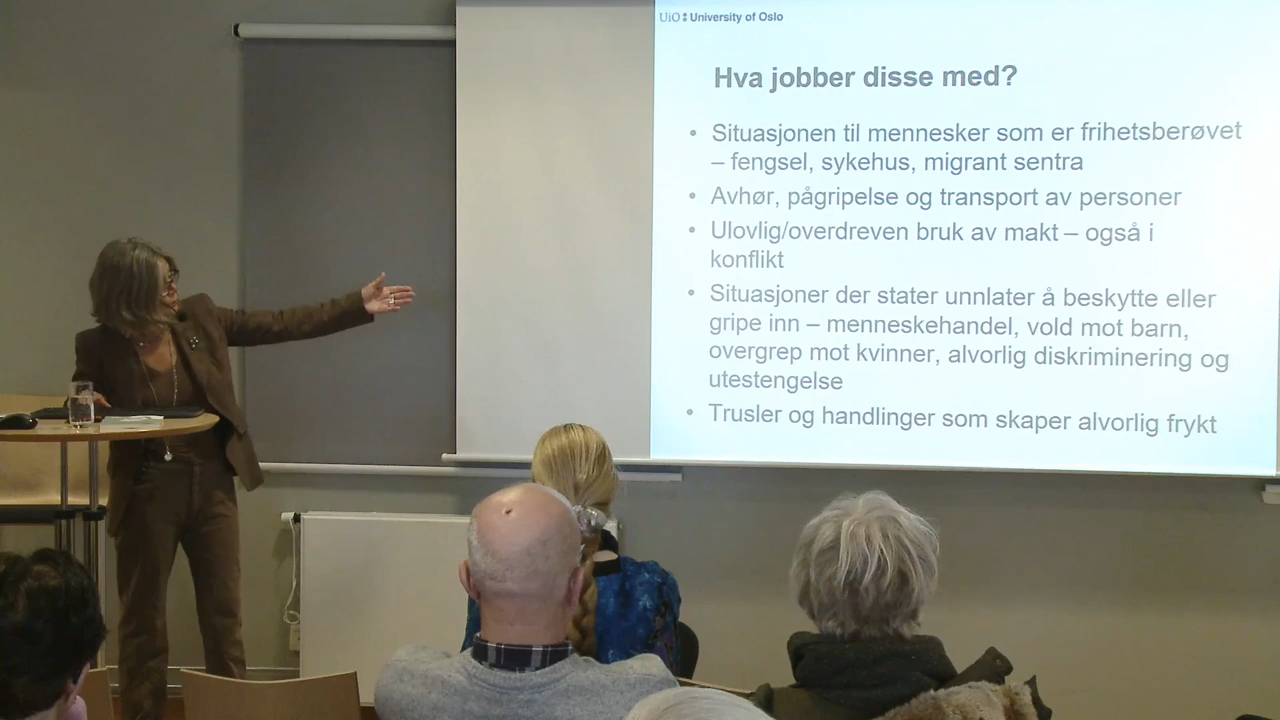 UiO : University of Oslo
Hva jobber disse med?
• Situasjonen til mennesker som er frihetsberøvet
– fengsel, sykehus, migrant sentra
• Avhør, pågripelse og transport av personer
• Ulovlig/overdreven bruk av makt – også i
konflikt
• Situasjoner der stater unnlater å beskytte eller
gripe inn – menneskehandel, vold mot barn,
overgrep mot kvinner, alvorlig diskriminering og
utestengelse
• Trusler og handlinger som skaper alvorlig frykt